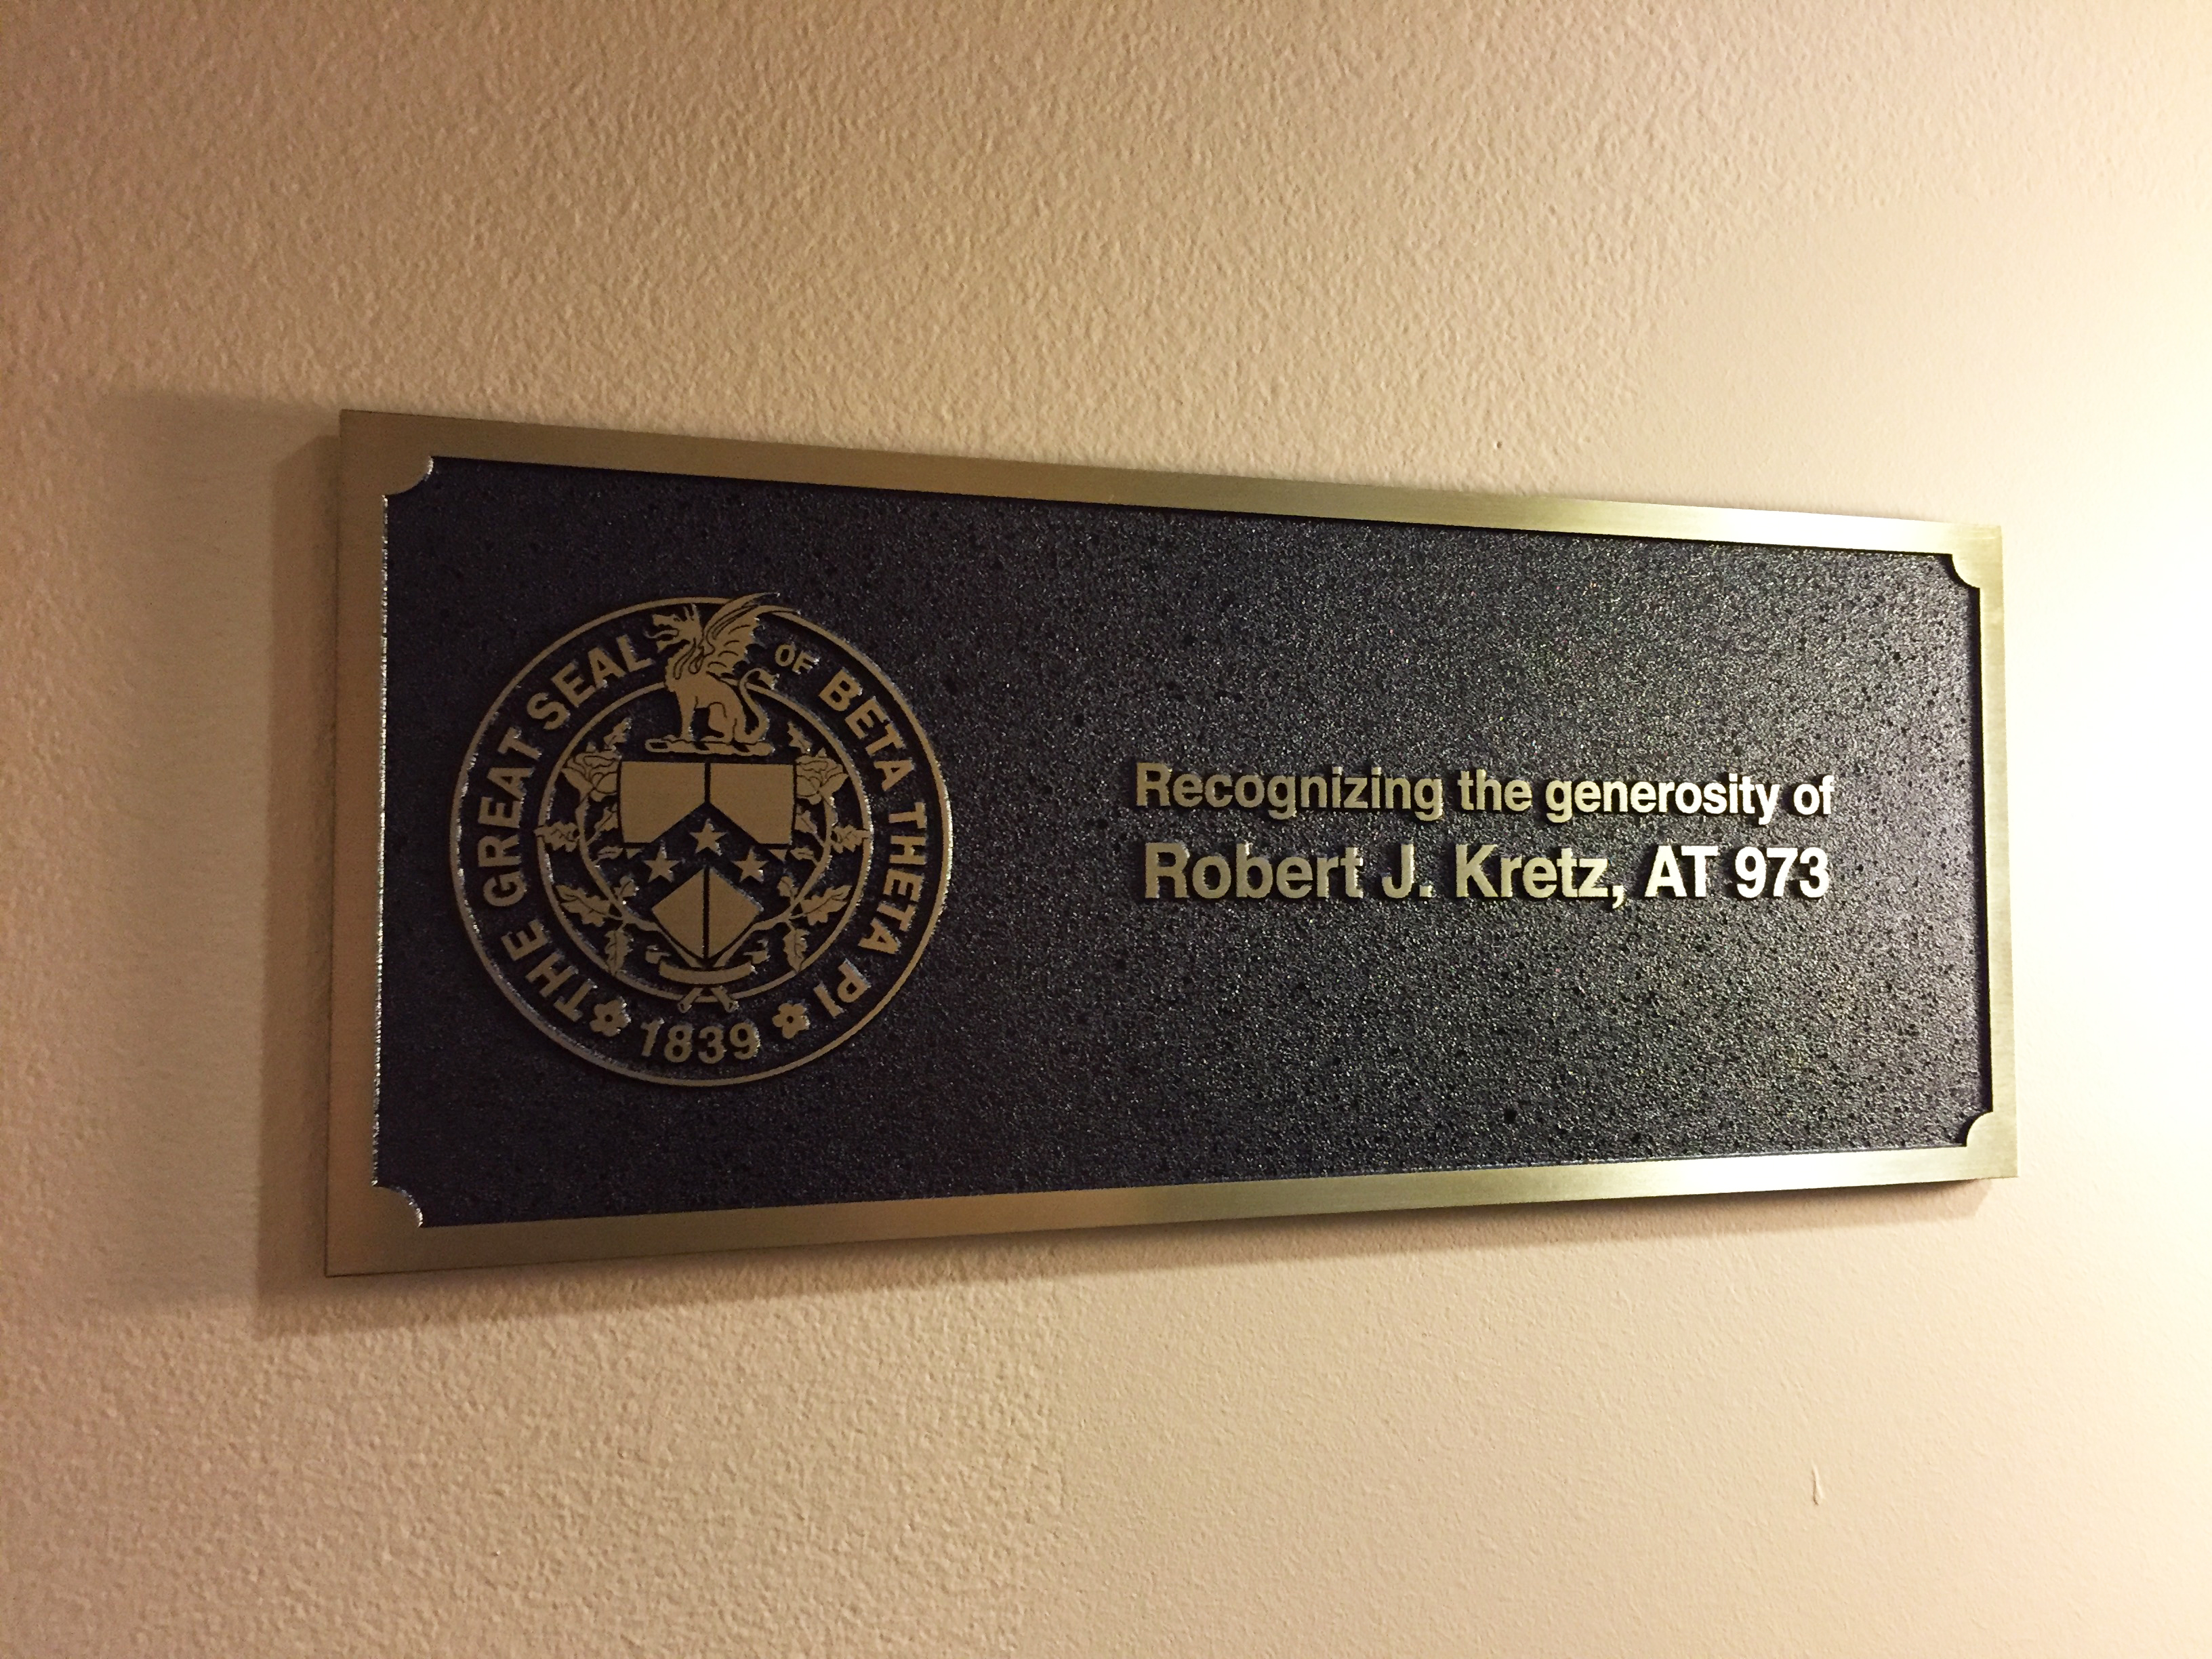 THE GREAT SEAL OF BETA THETA PI
1839
Recognizing the generosity of
Robert J. Kretz, AT 973